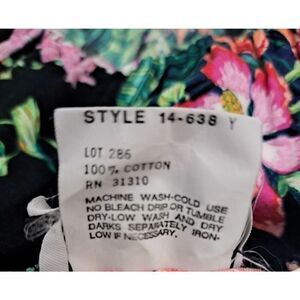 STYLE 14-638 Y
LOT 286
100% COTTON
RN 31310
MACHINE WASH-COLD USE
NO BLEACH DRIP OR TUMBLE
DRY-LOW WASH AND DRY
DARKS SEPARATELY IRON-
LOW IF NECESSARY.